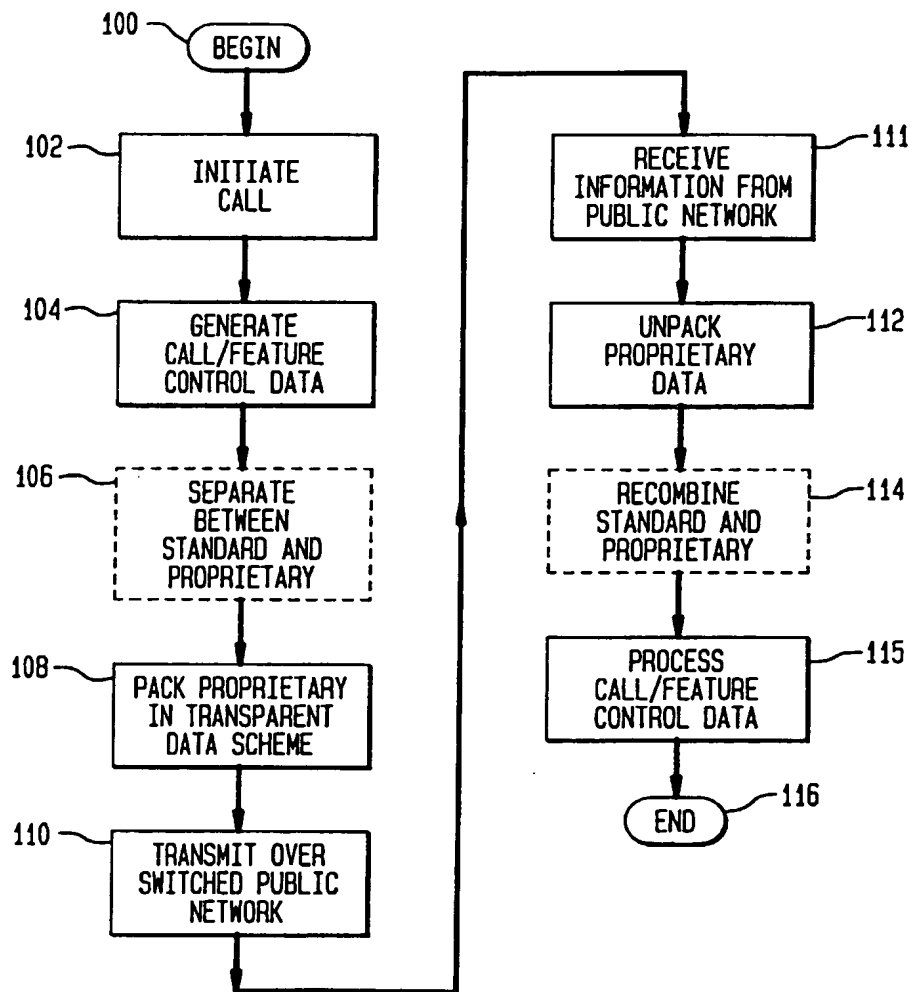 100
BEGIN
102
INITIATE
CALL
104
GENERATE
CALL/FEATURE
CONTROL DATA
106
SEPARATE
BETWEEN
STANDARD AND
PROPRIETARY
108
PACK PROPRIETARY
IN TRANSPARENT
DATA SCHEME
110
TRANSMIT OVER
SWITCHED PUBLIC
NETWORK
111
RECEIVE
INFORMATION FROM
PUBLIC NETWORK
112
UNPACK
PROPRIETARY
DATA
114
RECOMBINE
STANDARD AND
PROPRIETARY
115
PROCESS
CALL/FEATURE
CONTROL DATA
116
END